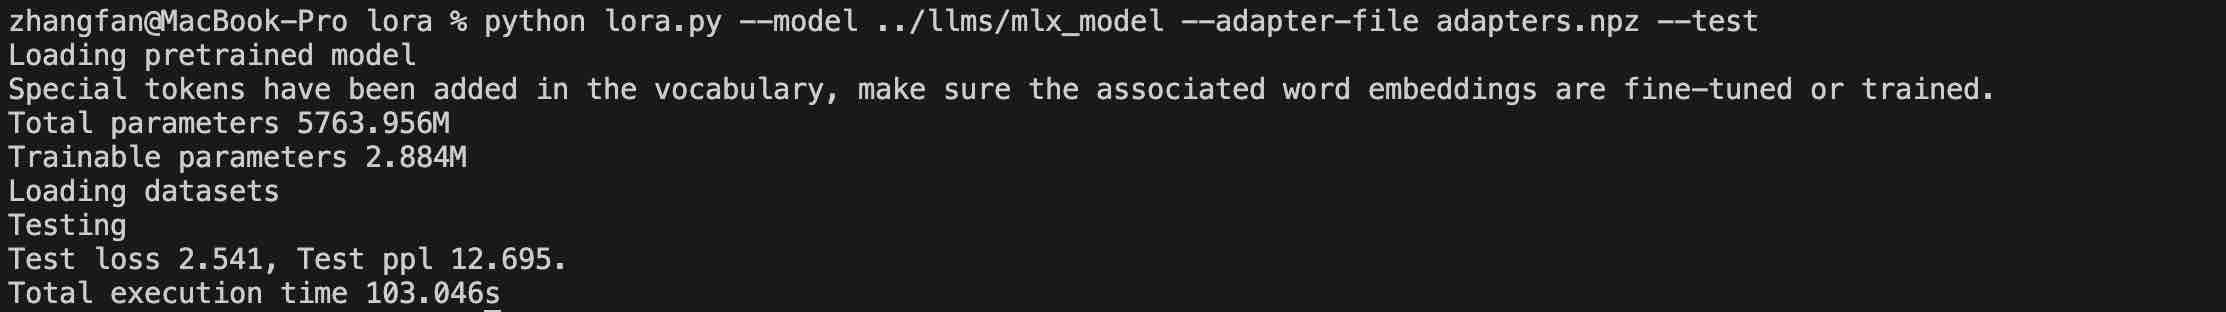 zhangfan@MacBook-Pro lora % python lora.py --model ../llms/mlx_model --adapter-file adapters.npz --test
Loading pretrained model
Special tokens have been added in the vocabulary, make sure the associated word embeddings are fine-tuned or trained.
Total parameters 5763.956M
Trainable parameters 2.884M
Loading datasets
Testing
Test loss 2.541, Test ppl 12.695.
Total execution time 103.046s